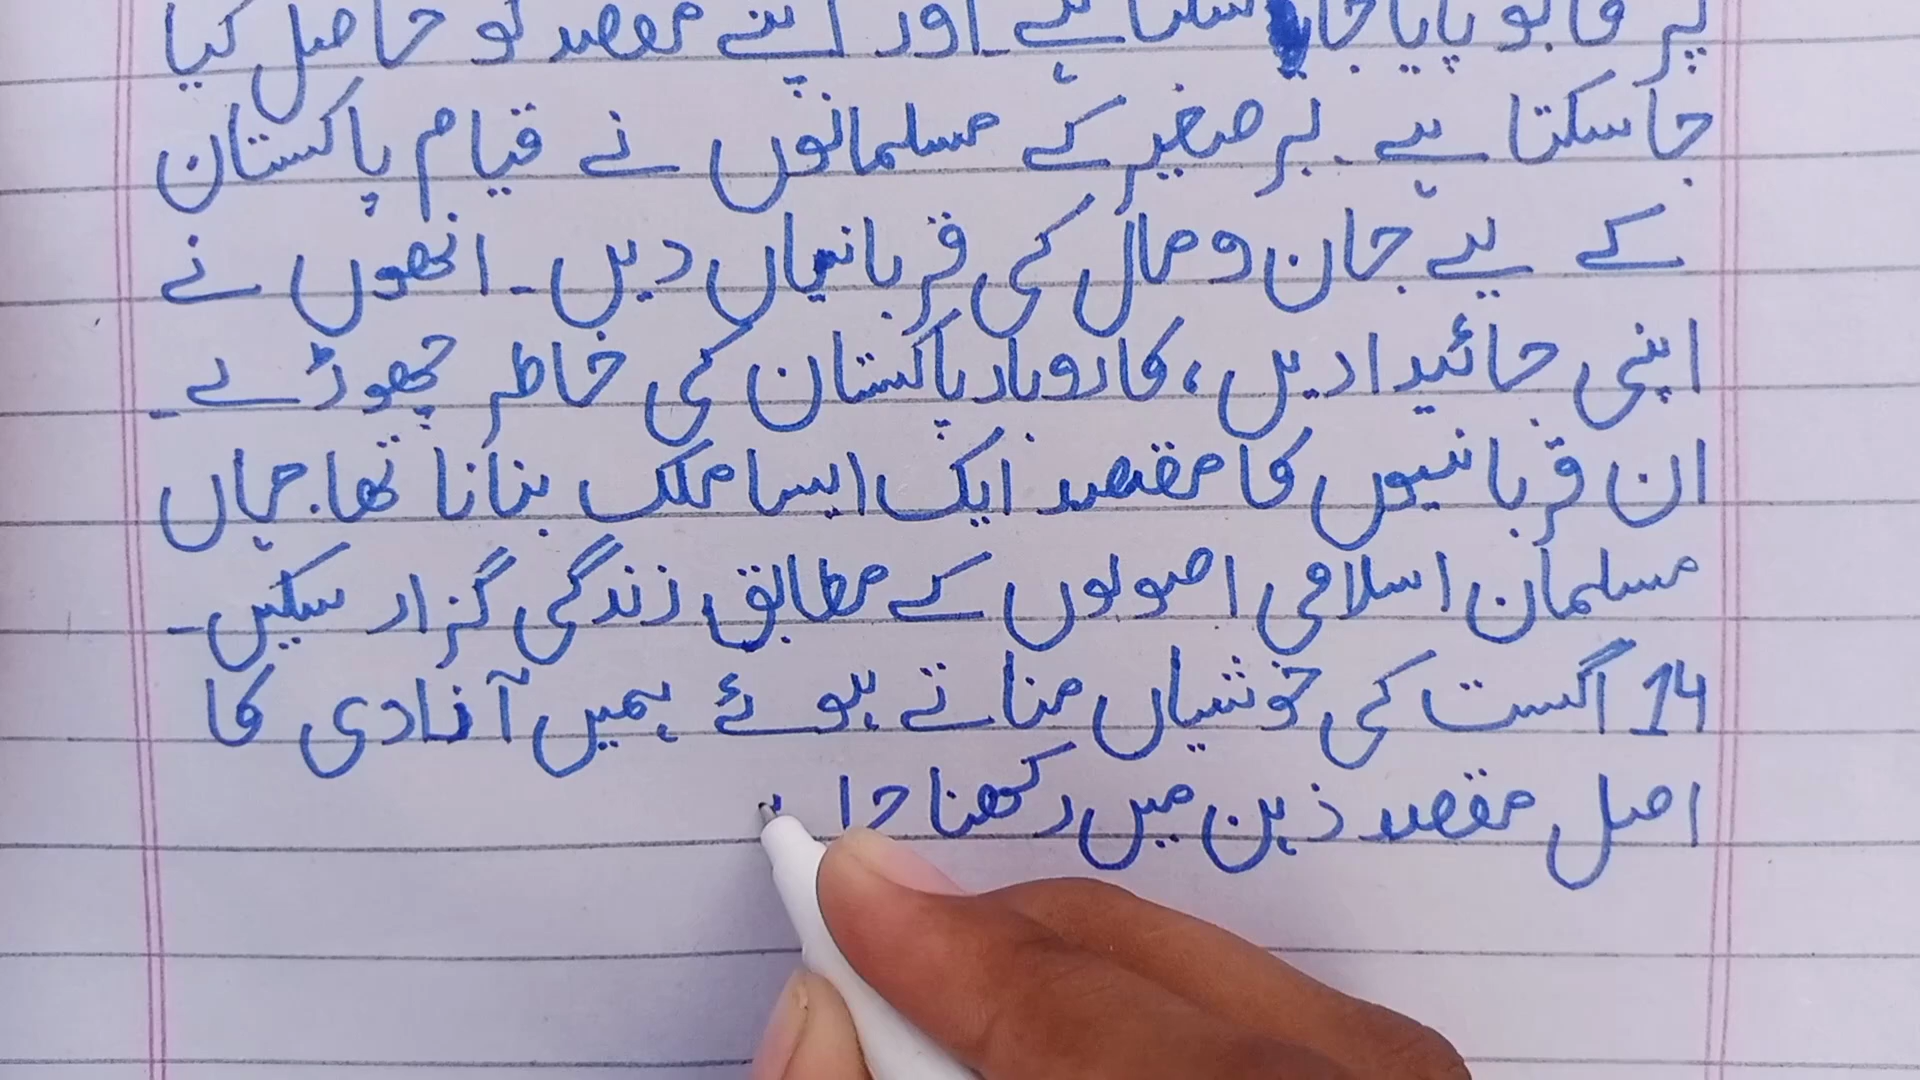 پر قابو پایا جا سکتا ہے اور اپنے مقصد کو حاصل کیا
جا سکتا ہے۔ برصغیر کے مسلمانوں نے قیام پاکستان
کے لیے جان و مال کی قربانیاں دیں۔ انھوں نے
اپنی جائیدادیں، کاروبار پاکستان کی خاطر چھوڑے۔
ان قربانیوں کا مقصد ایک ایسا ملک بنانا تھا۔ جہاں
مسلمان اسلامی اصولوں کے مطابق زندگی گزار سکیں۔
14 اگست کی خوشیاں مناتے ہوئے ہمیں آزادی کا
اصل مقصد ذہن میں رکھنا